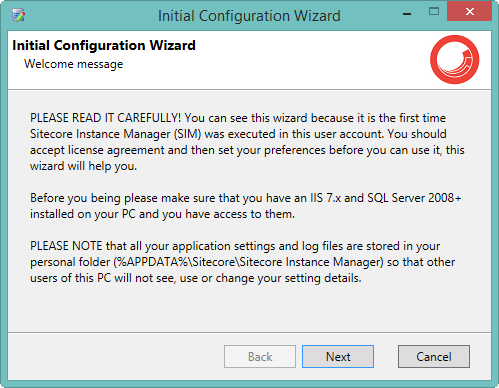 Initial Configuration Wizard
Initial Configuration Wizard
Welcome message
PLEASE READ IT CAREFULLY! You can see this wizard because it is the first time
Sitecore Instance Manager (SIM) was executed in this user account. You should
accept license agreement and then set your preferences before you can use it, this
wizard will help you.
Before you being please make sure that you have an IIS 7.x and SQL Server 2008+
installed on your PC and you have access to them.
PLEASE NOTE that all your application settings and log files are stored in your
personal folder (%APPDATA%\Sitecore\Sitecore Instance Manager) so that other
users of this PC will not see, use or change your setting details.
Back Next Cancel